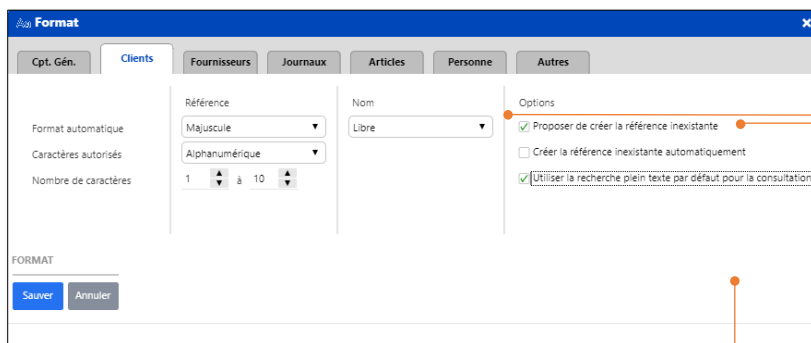 Aa Format
Cpt. Gén. Clients Fournisseurs Journaux Articles Personne Autres
Référence Nom Options
Format automatique Majuscule Libre Proposer de créer la référence inexistante
Caractères autorisés Alphanumérique Créer la référence inexistante automatiquement
Nombre de caractères 1 à 10 Utiliser la recherche plein texte par défaut pour la consultation
FORMAT
Sauver Annuler